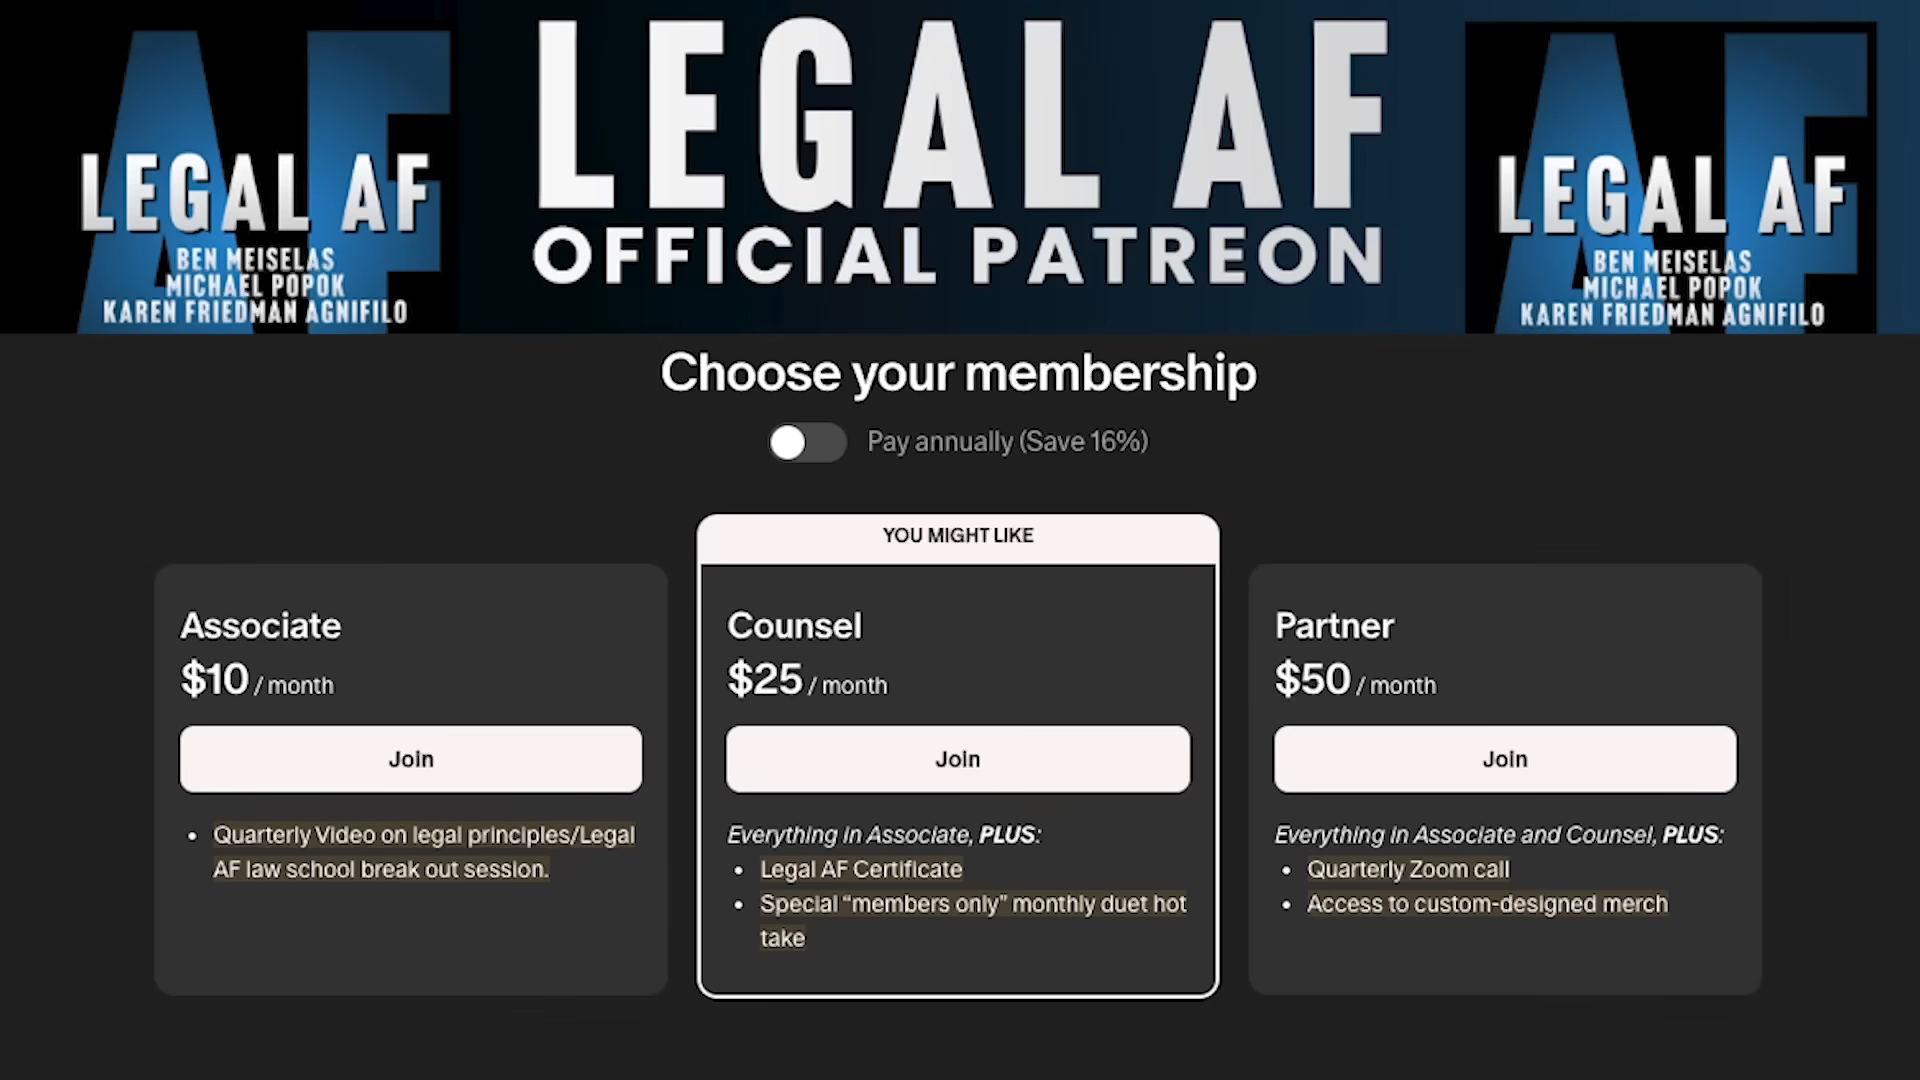 LEGAL AF
BEN MEISELAS
MICHAEL POPOK
KAREN FRIEDMAN AGNIFILO
LEGAL AF
OFFICIAL PATREON
LEGAL AF
BEN MEISELAS
MICHAEL POPOK
KAREN FRIEDMAN AGNIFILO
Choose your membership
Pay annually (Save 16%)
Associate
$10 / month
Join
• Quarterly Video on legal principles/Legal
AF law school break out session.
YOU MIGHT LIKE
Counsel
$25 / month
Join
Everything in Associate, PLUS:
• Legal AF Certificate
• Special “members only” monthly duet hot
take
Partner
$50 / month
Join
Everything in Associate and Counsel, PLUS:
• Quarterly Zoom call
• Access to custom-designed merch